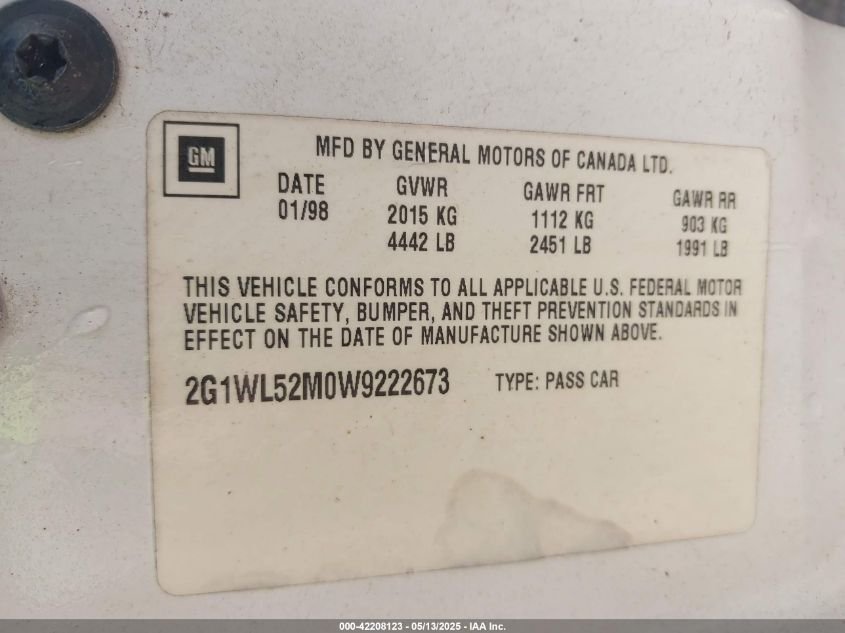 GM
MFD BY GENERAL MOTORS OF CANADA LTD.
DATE GVWR GAWR FRT GAWR RR
01/98 2015 KG 1112 KG 903 KG
4442 LB 2451 LB 1991 LB
THIS VEHICLE CONFORMS TO ALL APPLICABLE U.S. FEDERAL MOTOR
VEHICLE SAFETY, BUMPER, AND THEFT PREVENTION STANDARDS IN
EFFECT ON THE DATE OF MANUFACTURE SHOWN ABOVE.
2G1WL52M0W9222673 TYPE: PASS CAR
000-42208123 - 05/13/2025 - IAA Inc.